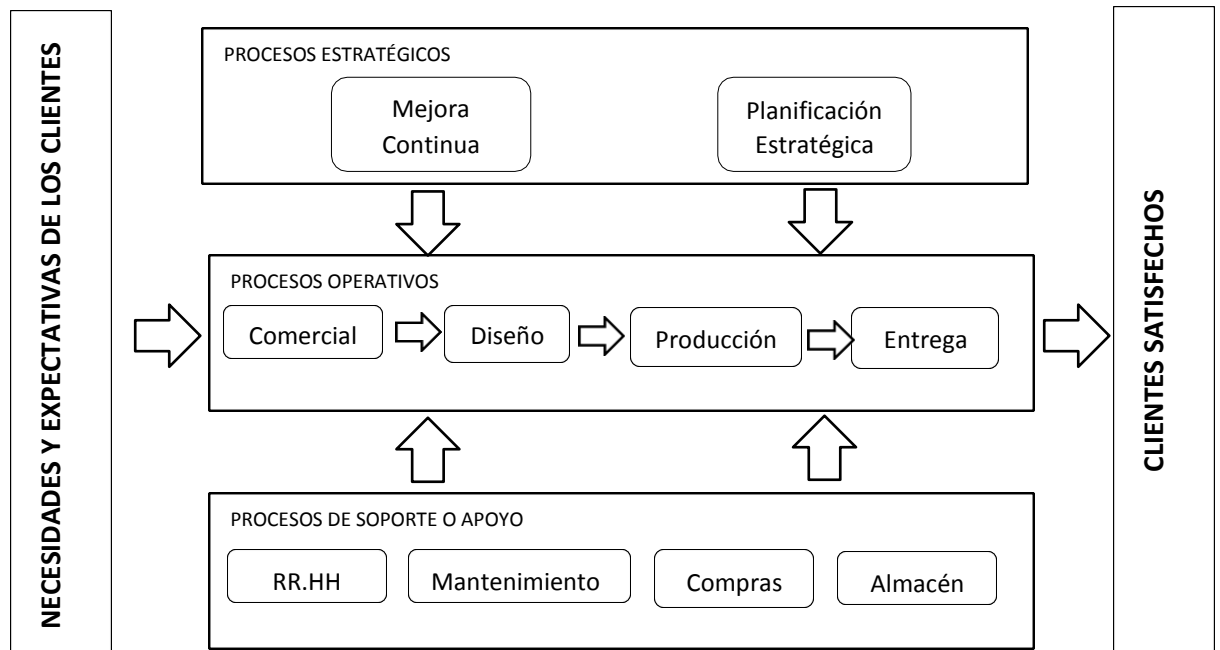 NECESIDADES Y EXPECTATIVAS DE LOS CLIENTES
PROCESOS ESTRATÉGICOS
Mejora
Continua
Planificación
Estratégica
PROCESOS OPERATIVOS
Comercial
Diseño
Producción
Entrega
PROCESOS DE SOPORTE O APOYO
RR.HH
Mantenimiento
Compras
Almacén
CLIENTES SATISFECHOS